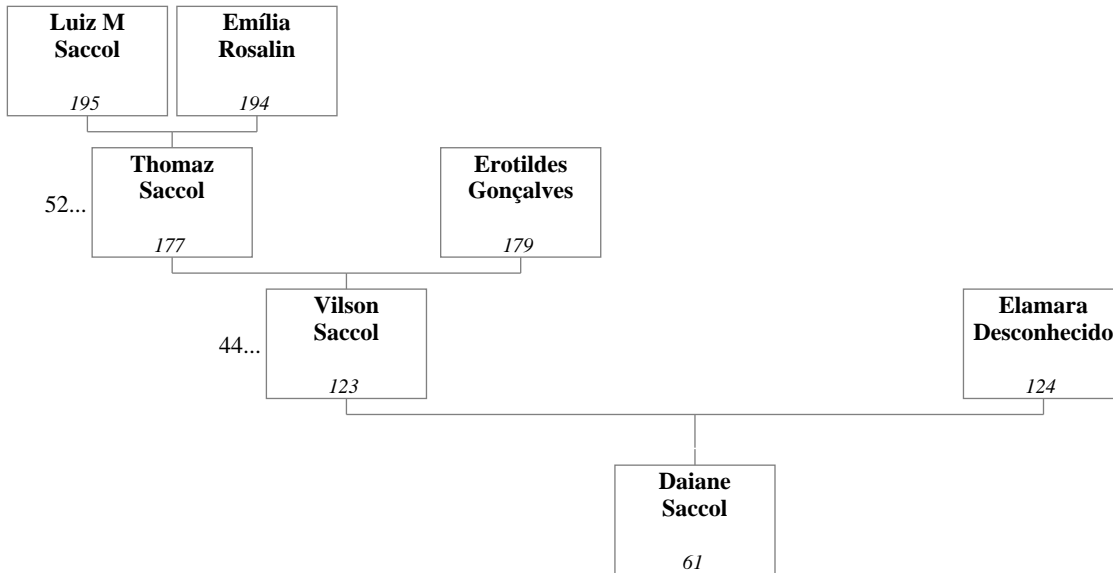 Luiz M
Saccol
195
Emília
Rosalin
194
Thomaz
Saccol
52...
177
Erotildes
Gonçalves
179
Vilson
Saccol
44...
123
Elamara
Desconhecido
124
Daiane
Saccol
61